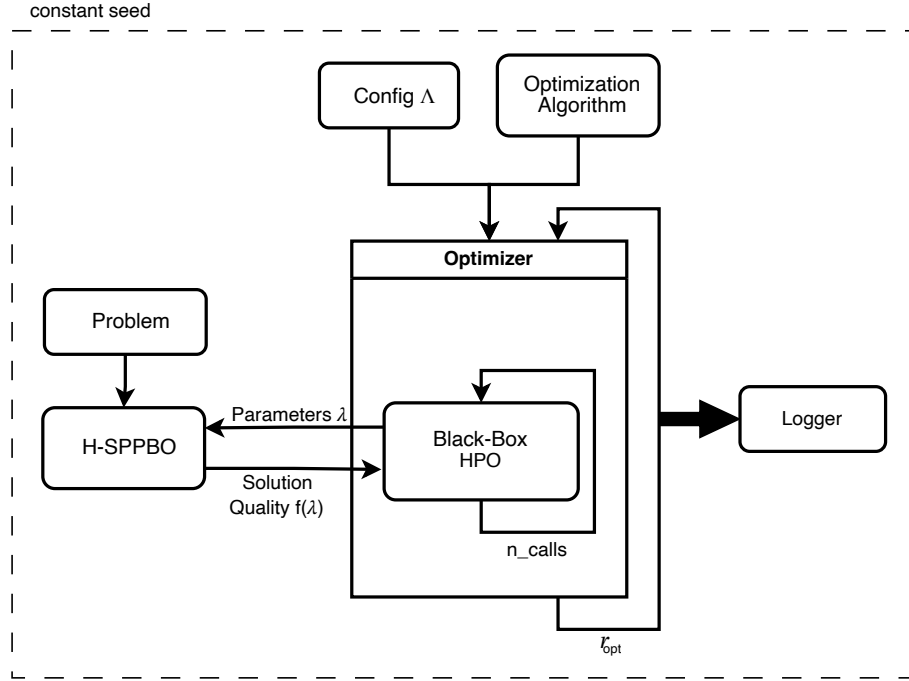 constant seed
Config Λ
Optimization
Algorithm
Optimizer
Problem
Parameters λ
H-SPPBO
Black-Box
HPO
Logger
Solution
Quality f(λ)
n_calls
r_opt